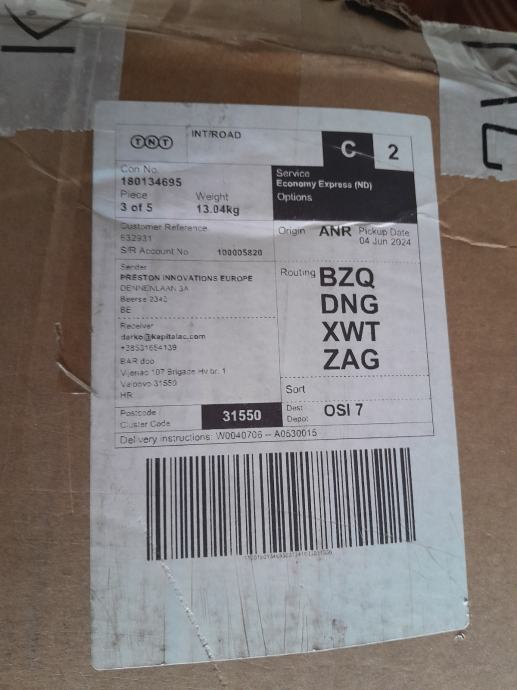 TNT
INT/ROAD
C 2
Con No.
180134695
Piece Weight
3 of 5 13.04kg
Service
Economy Express (ND)
Options
Customer Reference
632931
S/R Account No 100005820
Origin ANR Pickup Date
04 Jun 2024
Sender
PRESTON INNOVATIONS EUROPE
DENNENLAAN 3A
Beerse 2340
BE
Routing BZQ
DNG
XWT
ZAG
Receiver
darko@kapitalac.com
BAR doo
Vijenac 107 Brigade Hv br. 1
Valpovo 31550
HR
Sort
Postcode
Cluster Code
31550
Dest
Depot
OSI 7
Delivery instructions: W0040706 -- A0530015